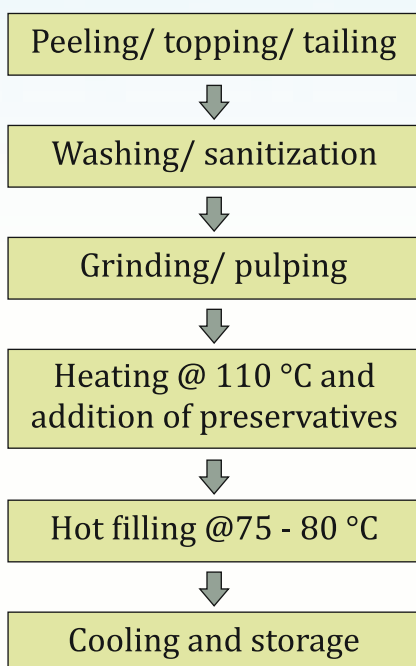 Peeling/ topping/ tailing
Washing/ sanitization
Grinding/ pulping
Heating @ 110 °C and
addition of preservatives
Hot filling @75 - 80 °C
Cooling and storage